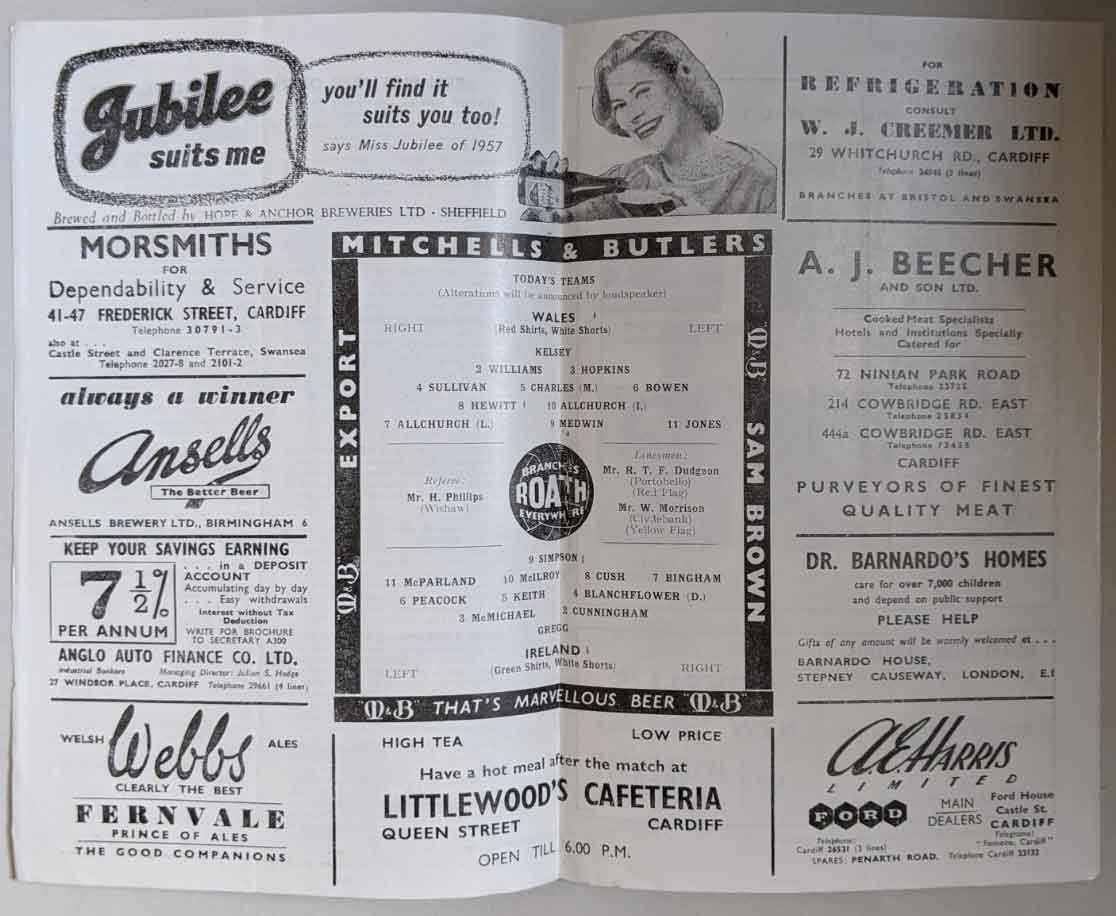 Jubilee
suits me
you'll find it
suits you too!
says Miss Jubilee of 1957
Brewed and Bottled by HOPE & ANCHOR BREWERIES LTD · SHEFFIELD
FOR
REFRIGERATION
CONSULT
W. J. CREEMER LTD.
29 WHITCHURCH RD., CARDIFF
(2 lines)
BRANCHES AT BRISTOL AND SWANSEA
MORSMITHS
FOR
Dependability & Service
41-47 FREDERICK STREET, CARDIFF
Telephone 30791-3
also at . . .
Castle Street and Clarence Terrace, Swansea
Telephone 2027-8 and 2101-2
always a winner
Ansells
The Better Beer
ANSELLS BREWERY LTD., BIRMINGHAM 6
KEEP YOUR SAVINGS EARNING
7 1/2 %
PER ANNUM
. . . in a DEPOSIT
ACCOUNT
Accumulating day by day
. . . Easy withdrawals
Interest without Tax
Deduction
WRITE FOR BROCHURE
TO SECRETARY A300
ANGLO AUTO FINANCE CO. LTD.
Industrial Bankers Managing Director: Julian S. Hodge
27 WINDSOR PLACE, CARDIFF Telephone 29661 (4 lines)
WELSH Webbs ALES
CLEARLY THE BEST
FERNVALE
PRINCE OF ALES
THE GOOD COMPANIONS
MITCHELLS & BUTLERS
EXPORT
M&B
M&B
SAM BROWN
TODAY'S TEAMS
(Alterations will be announced by loudspeaker)
WALES
RIGHT (Red Shirts, White Shorts) LEFT
KELSEY
2 WILLIAMS 3 HOPKINS
4 SULLIVAN 5 CHARLES (M.) 6 BOWEN
8 HEWITT 10 ALLCHURCH (I.)
7 ALLCHURCH (L.) 9 MEDWIN 11 JONES
Referee:
Mr. H. Phillips
(Wishaw)
BRANCHES
ROATH
EVERYWHERE
Linesmen:
Mr. R. T. F. Dudgeon
(Portobello)
(Red Flag)
Mr. W. Morrison
(Clydebank)
(Yellow Flag)
9 SIMPSON
11 McPARLAND 10 McILROY 8 CUSH 7 BINGHAM
6 PEACOCK 5 KEITH 4 BLANCHFLOWER (D.)
3 McMICHAEL 2 CUNNINGHAM
GREGG
IRELAND
LEFT (Green Shirts, White Shorts) RIGHT
"M&B" THAT'S MARVELLOUS BEER "M&B"
HIGH TEA LOW PRICE
Have a hot meal after the match at
LITTLEWOOD'S CAFETERIA
QUEEN STREET CARDIFF
OPEN TILL 6.00 P.M.
A. J. BEECHER
AND SON LTD.
Cooked Meat Specialists
Hotels and Institutions Specially
Catered for
72 NINIAN PARK ROAD
Telephone
214 COWBRIDGE RD. EAST
Telephone
444a COWBRIDGE RD. EAST
Telephone
CARDIFF
PURVEYORS OF FINEST
QUALITY MEAT
DR. BARNARDO'S HOMES
care for over 7,000 children
and depend on public support
PLEASE HELP
Gifts of any amount will be warmly welcomed at . . .
BARNARDO HOUSE,
STEPNEY CAUSEWAY, LONDON, E.1
A.E. HARRIS
LIMITED
FORD
MAIN
DEALERS
Ford House
Castle St.
CARDIFF
Telephone:
Cardiff 26531 (3 lines)
Telegrams:
SPARES: PENARTH ROAD. Telephone Cardiff 23132